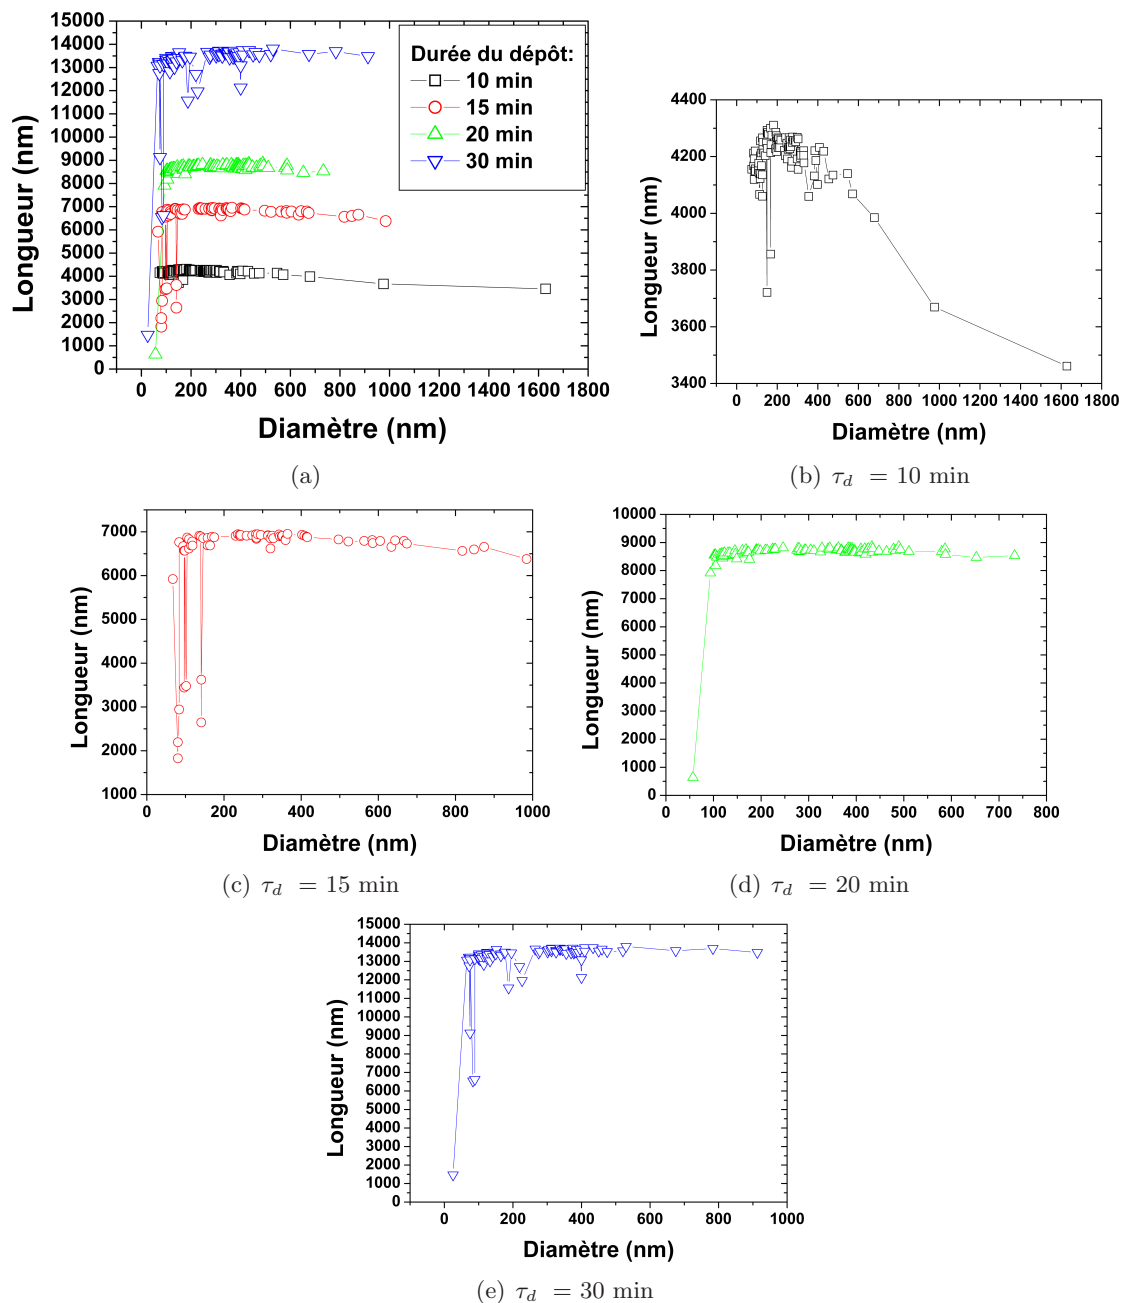 15000
14000
13000
12000
11000
10000
9000
8000
7000
6000
5000
4000
3000
2000
1000
0
Longueur (nm)
Durée du dépôt:
10 min
15 min
20 min
30 min
0 200 400 600 800 1000 1200 1400 1600 1800
Diamètre (nm)
(a)
4400
4200
4000
3800
3600
3400
Longueur (nm)
0 200 400 600 800 1000 1200 1400 1600 1800
Diamètre (nm)
(b) τd = 10 min
7000
6000
5000
4000
3000
2000
1000
Longueur (nm)
0 200 400 600 800 1000
Diamètre (nm)
(c) τd = 15 min
10000
9000
8000
7000
6000
5000
4000
3000
2000
1000
0
Longueur (nm)
0 100 200 300 400 500 600 700 800
Diamètre (nm)
(d) τd = 20 min
15000
14000
13000
12000
11000
10000
9000
8000
7000
6000
5000
4000
3000
2000
1000
0
Longueur (nm)
0 200 400 600 800 1000
Diamètre (nm)
(e) τd = 30 min